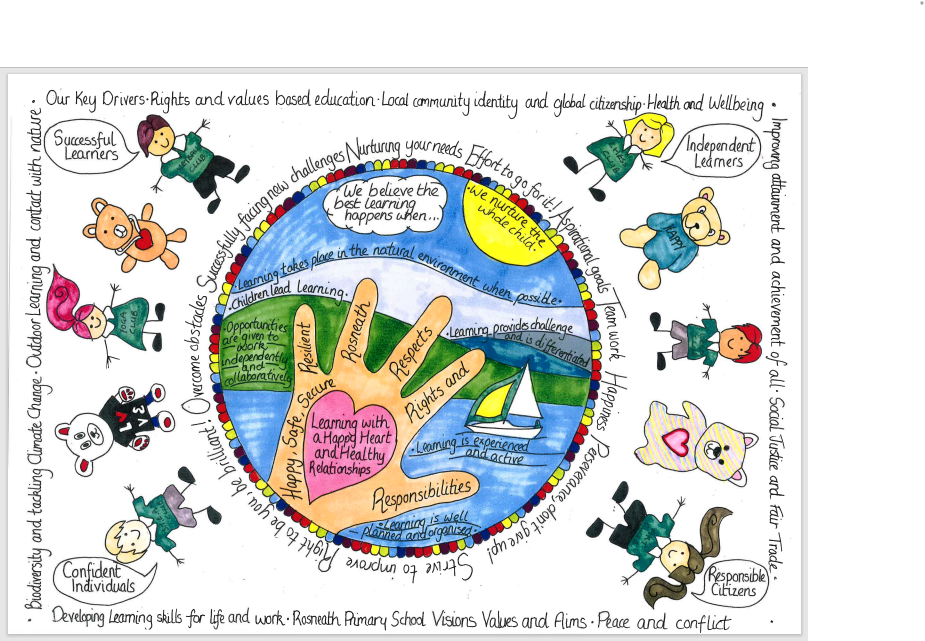 Our Key Drivers · Rights and values based education · Local community identity and global citizenship · Health and Wellbeing ·
Improving attainment and achievement of all · Social Justice and Fair Trade ·
Developing Learning skills for life and work · Rosneath Primary School Visions Values and Aims · Peace and conflict
Biodiversity and tackling Climate Change · Outdoor Learning and contact with nature ·
Successful
Learners
Independent
Learners
Confident
Individuals
Responsible
Citizens
YOGA
CLUB
HAPPY
Successfully facing new challenges
Nurturing your needs
Effort to go for it!
Aspirational goals
Team work
Happiness
Perseverance, don't give up!
Strive to improve
Right to be you, be brilliant!
Overcome obstacles
· We believe the
best learning
happens when...
· We nurture the
whole child ·
· Learning takes place in the natural environment when possible ·
· Children lead Learning ·
· Opportunities
are given to
work
independently
and
collaboratively
· Learning provides challenge
and is differentiated
Resilient
Rosneath
Respects
Rights and
Responsibilities
Happy, Safe, Secure
Learning with
a Happy Heart
and Healthy
Relationships
· Learning is experienced
and active
· Learning is well
planned and organised ·